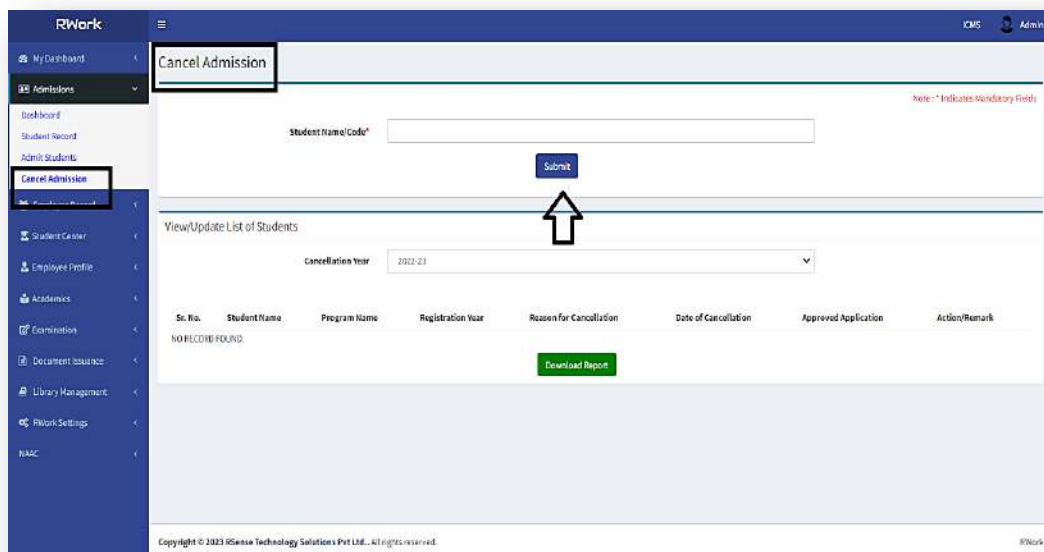 RWork
ICMS Admin
My Dashboard
Admissions
Dashboard
Student Record
Admit Students
Cancel Admission
Student Center
Employee Profile
Academics
Examination
Document Issuance
Library Management
RWork Settings
NAAC
Cancel Admission
Note : * Indicates Mandatory Fields
Student Name/Code*
Submit
View/Update List of Students
Cancellation Year 2022-23
Sr. No. Student Name Program Name Registration Year Reason for Cancellation Date of Cancellation Approved Application Action/Remark
NO RECORD FOUND.
Download Report
Copyright © 2023 RSense Technology Solutions Pvt Ltd.. All rights reserved.
RWork